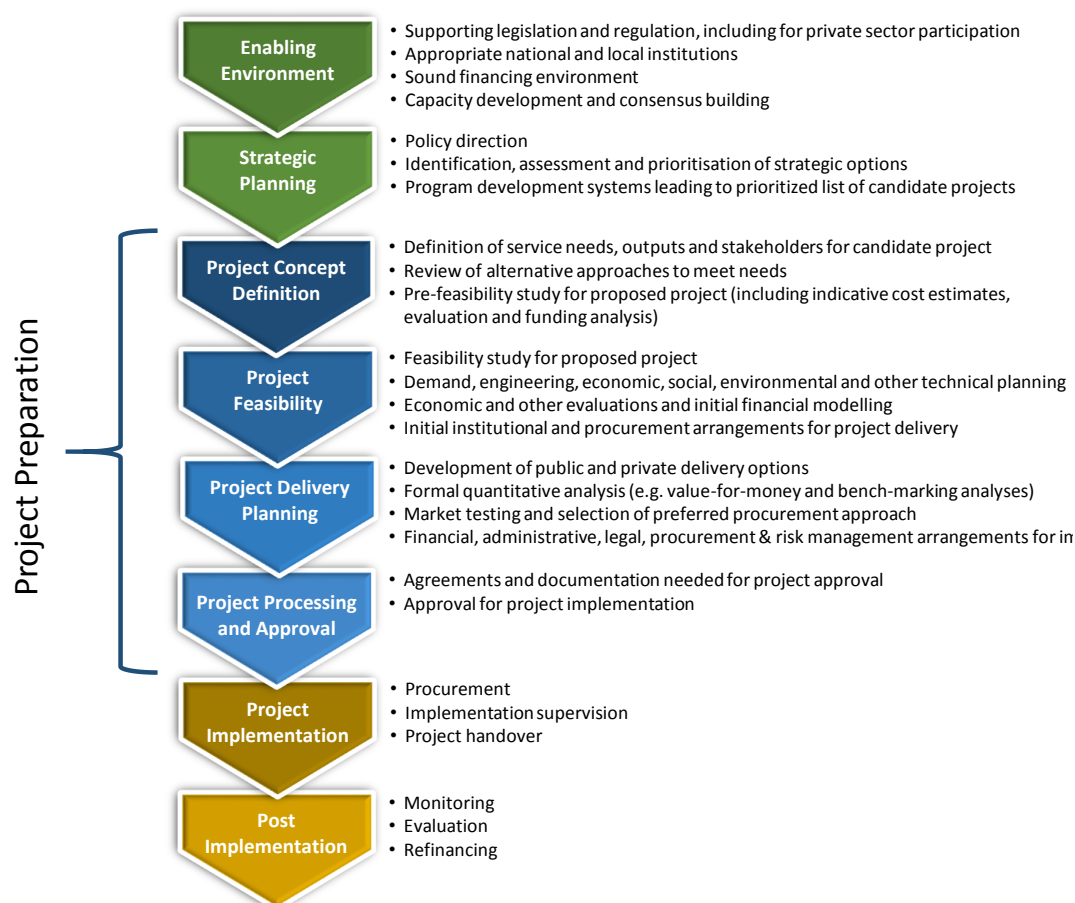 Enabling
Environment
• Supporting legislation and regulation, including for private sector participation
• Appropriate national and local institutions
• Sound financing environment
• Capacity development and consensus building
Strategic
Planning
• Policy direction
• Identification, assessment and prioritisation of strategic options
• Program development systems leading to prioritized list of candidate projects
Project Preparation
Project Concept
Definition
• Definition of service needs, outputs and stakeholders for candidate project
• Review of alternative approaches to meet needs
• Pre-feasibility study for proposed project (including indicative cost estimates,
evaluation and funding analysis)
Project
Feasibility
• Feasibility study for proposed project
• Demand, engineering, economic, social, environmental and other technical planning
• Economic and other evaluations and initial financial modelling
• Initial institutional and procurement arrangements for project delivery
Project Delivery
Planning
• Development of public and private delivery options
• Formal quantitative analysis (e.g. value-for-money and bench-marking analyses)
• Market testing and selection of preferred procurement approach
• Financial, administrative, legal, procurement & risk management arrangements for
Project Processing
and Approval
• Agreements and documentation needed for project approval
• Approval for project implementation
Project
Implementation
• Procurement
• Implementation supervision
• Project handover
Post
Implementation
• Monitoring
• Evaluation
• Refinancing